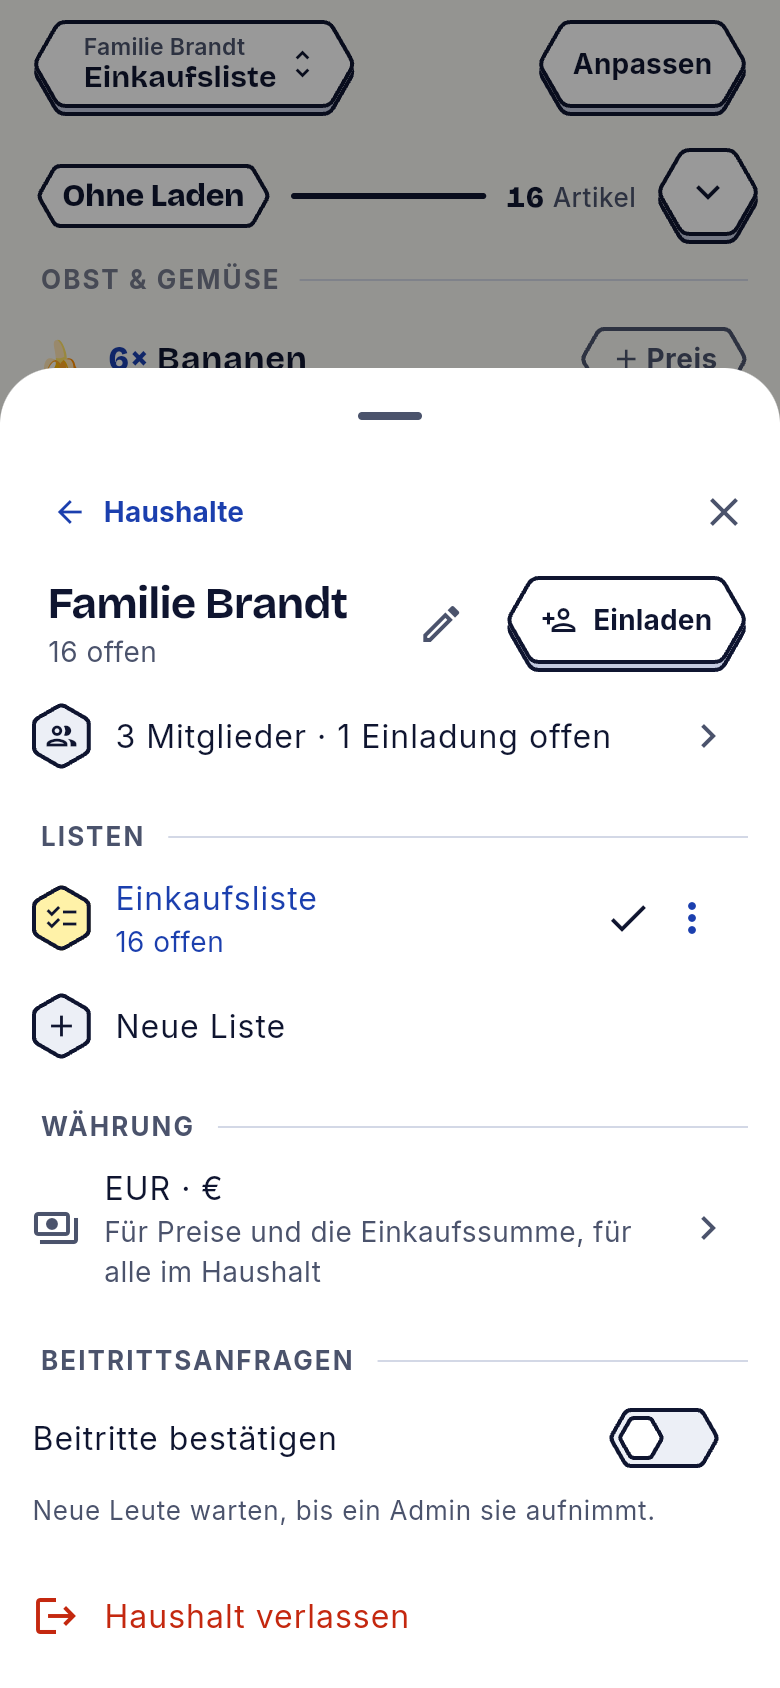 Familie Brandt
Einkaufsliste
Anpassen
Ohne Laden
16 Artikel
OBST & GEMÜSE
6× Bananen
+ Preis
Haushalte
Familie Brandt
16 offen
Einladen
3 Mitglieder · 1 Einladung offen
LISTEN
Einkaufsliste
16 offen
Neue Liste
WÄHRUNG
EUR · €
Für Preise und die Einkaufssumme, für
alle im Haushalt
BEITRITTSANFRAGEN
Beitritte bestätigen
Neue Leute warten, bis ein Admin sie aufnimmt.
Haushalt verlassen